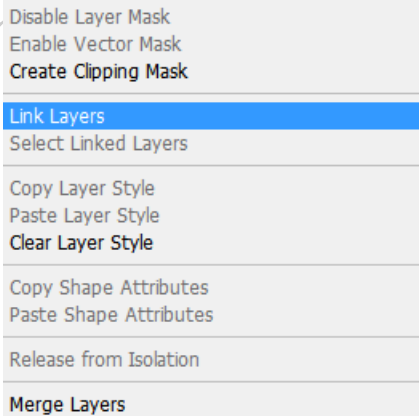 Disable Layer Mask
Enable Vector Mask
Create Clipping Mask
Link Layers
Select Linked Layers
Copy Layer Style
Paste Layer Style
Clear Layer Style
Copy Shape Attributes
Paste Shape Attributes
Release from Isolation
Merge Layers